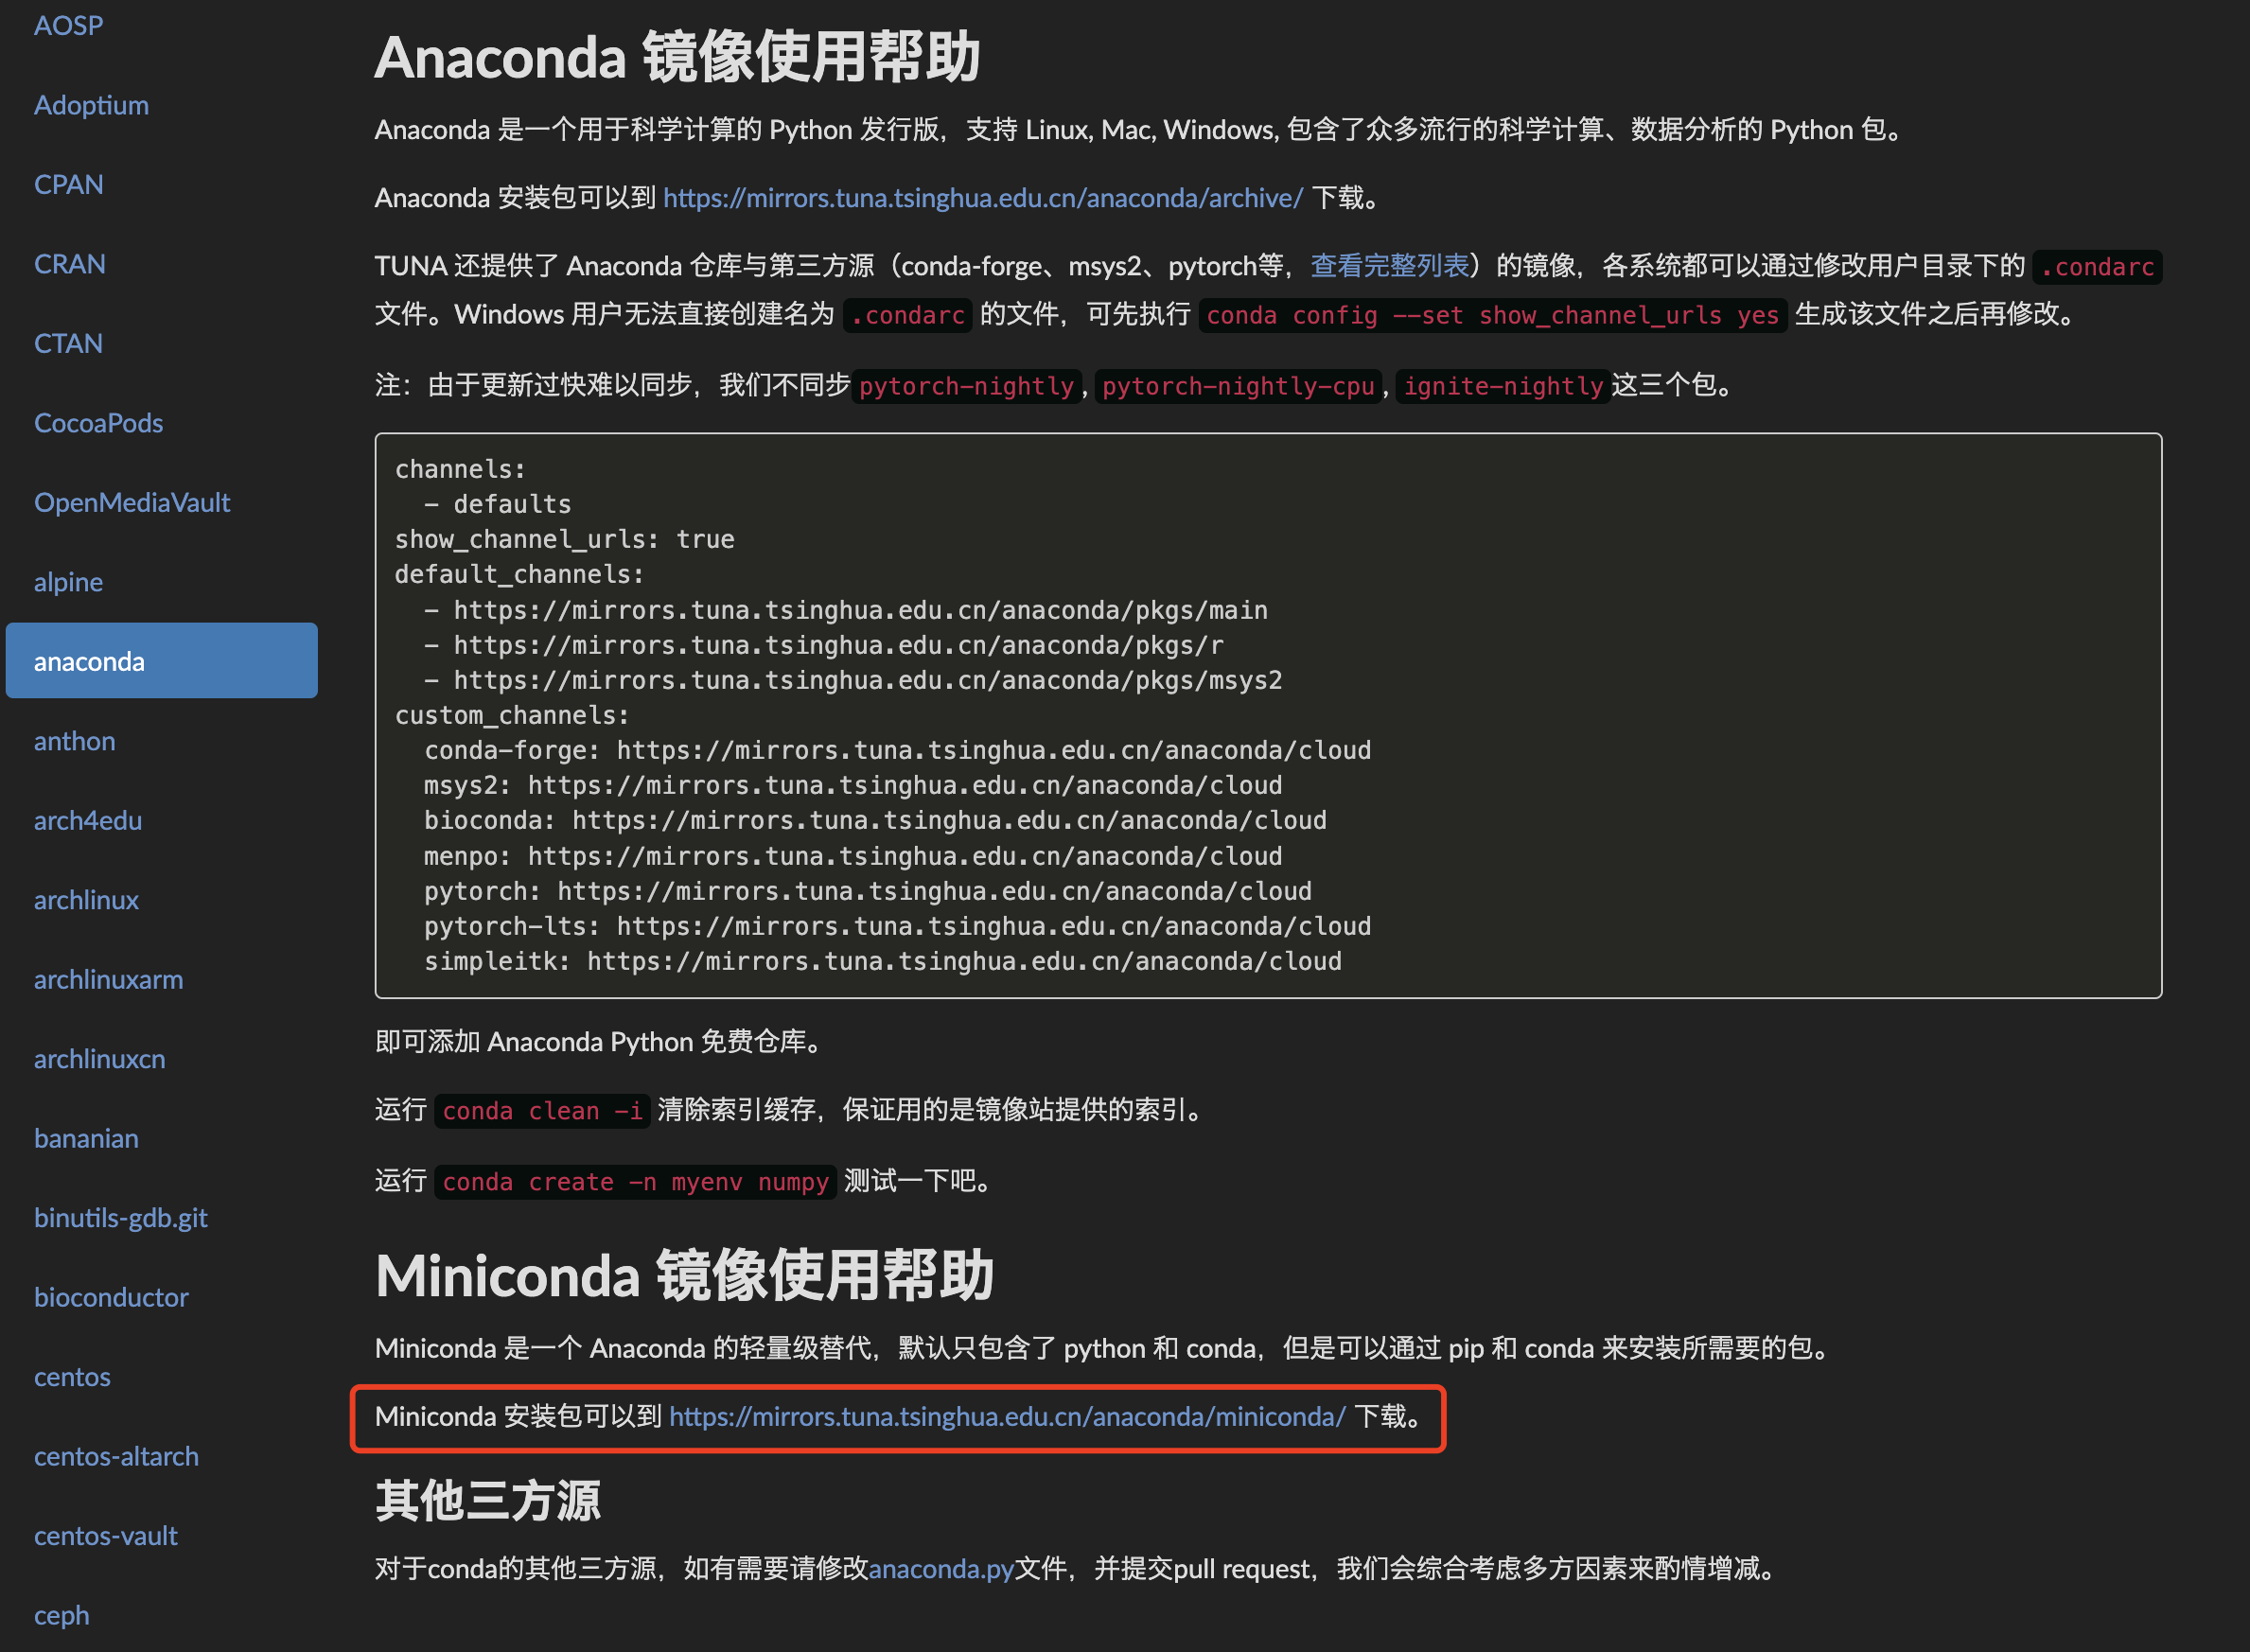 AOSP
Adoptium
CPAN
CRAN
CTAN
CocoaPods
OpenMediaVault
alpine
anaconda
anthon
arch4edu
archlinux
archlinuxarm
archlinuxcn
bananian
binutils-gdb.git
bioconductor
centos
centos-altarch
centos-vault
ceph
Anaconda 镜像使用帮助
Anaconda 是一个用于科学计算的 Python 发行版，支持 Linux, Mac, Windows, 包含了众多流行的科学计算、数据分析的 Python 包。
Anaconda 安装包可以到 https://mirrors.tuna.tsinghua.edu.cn/anaconda/archive/ 下载。
TUNA 还提供了 Anaconda 仓库与第三方源（conda-forge、msys2、pytorch等，查看完整列表）的镜像，各系统都可以通过修改用户目录下的 .condarc
文件。Windows 用户无法直接创建名为 .condarc 的文件，可先执行 conda config --set show_channel_urls yes 生成该文件之后再修改。
注：由于更新过快难以同步，我们不同步pytorch-nightly, pytorch-nightly-cpu, ignite-nightly这三个包。
channels:
  - defaults
show_channel_urls: true
default_channels:
  - https://mirrors.tuna.tsinghua.edu.cn/anaconda/pkgs/main
  - https://mirrors.tuna.tsinghua.edu.cn/anaconda/pkgs/r
  - https://mirrors.tuna.tsinghua.edu.cn/anaconda/pkgs/msys2
custom_channels:
  conda-forge: https://mirrors.tuna.tsinghua.edu.cn/anaconda/cloud
  msys2: https://mirrors.tuna.tsinghua.edu.cn/anaconda/cloud
  bioconda: https://mirrors.tuna.tsinghua.edu.cn/anaconda/cloud
  menpo: https://mirrors.tuna.tsinghua.edu.cn/anaconda/cloud
  pytorch: https://mirrors.tuna.tsinghua.edu.cn/anaconda/cloud
  pytorch-lts: https://mirrors.tuna.tsinghua.edu.cn/anaconda/cloud
  simpleitk: https://mirrors.tuna.tsinghua.edu.cn/anaconda/cloud
即可添加 Anaconda Python 免费仓库。
运行 conda clean -i 清除索引缓存，保证用的是镜像站提供的索引。
运行 conda create -n myenv numpy 测试一下吧。
Miniconda 镜像使用帮助
Miniconda 是一个 Anaconda 的轻量级替代，默认只包含了 python 和 conda，但是可以通过 pip 和 conda 来安装所需要的包。
Miniconda 安装包可以到 https://mirrors.tuna.tsinghua.edu.cn/anaconda/miniconda/ 下载。
其他三方源
对于conda的其他三方源，如有需要请修改anaconda.py文件，并提交pull request，我们会综合考虑多方因素来酌情增减。